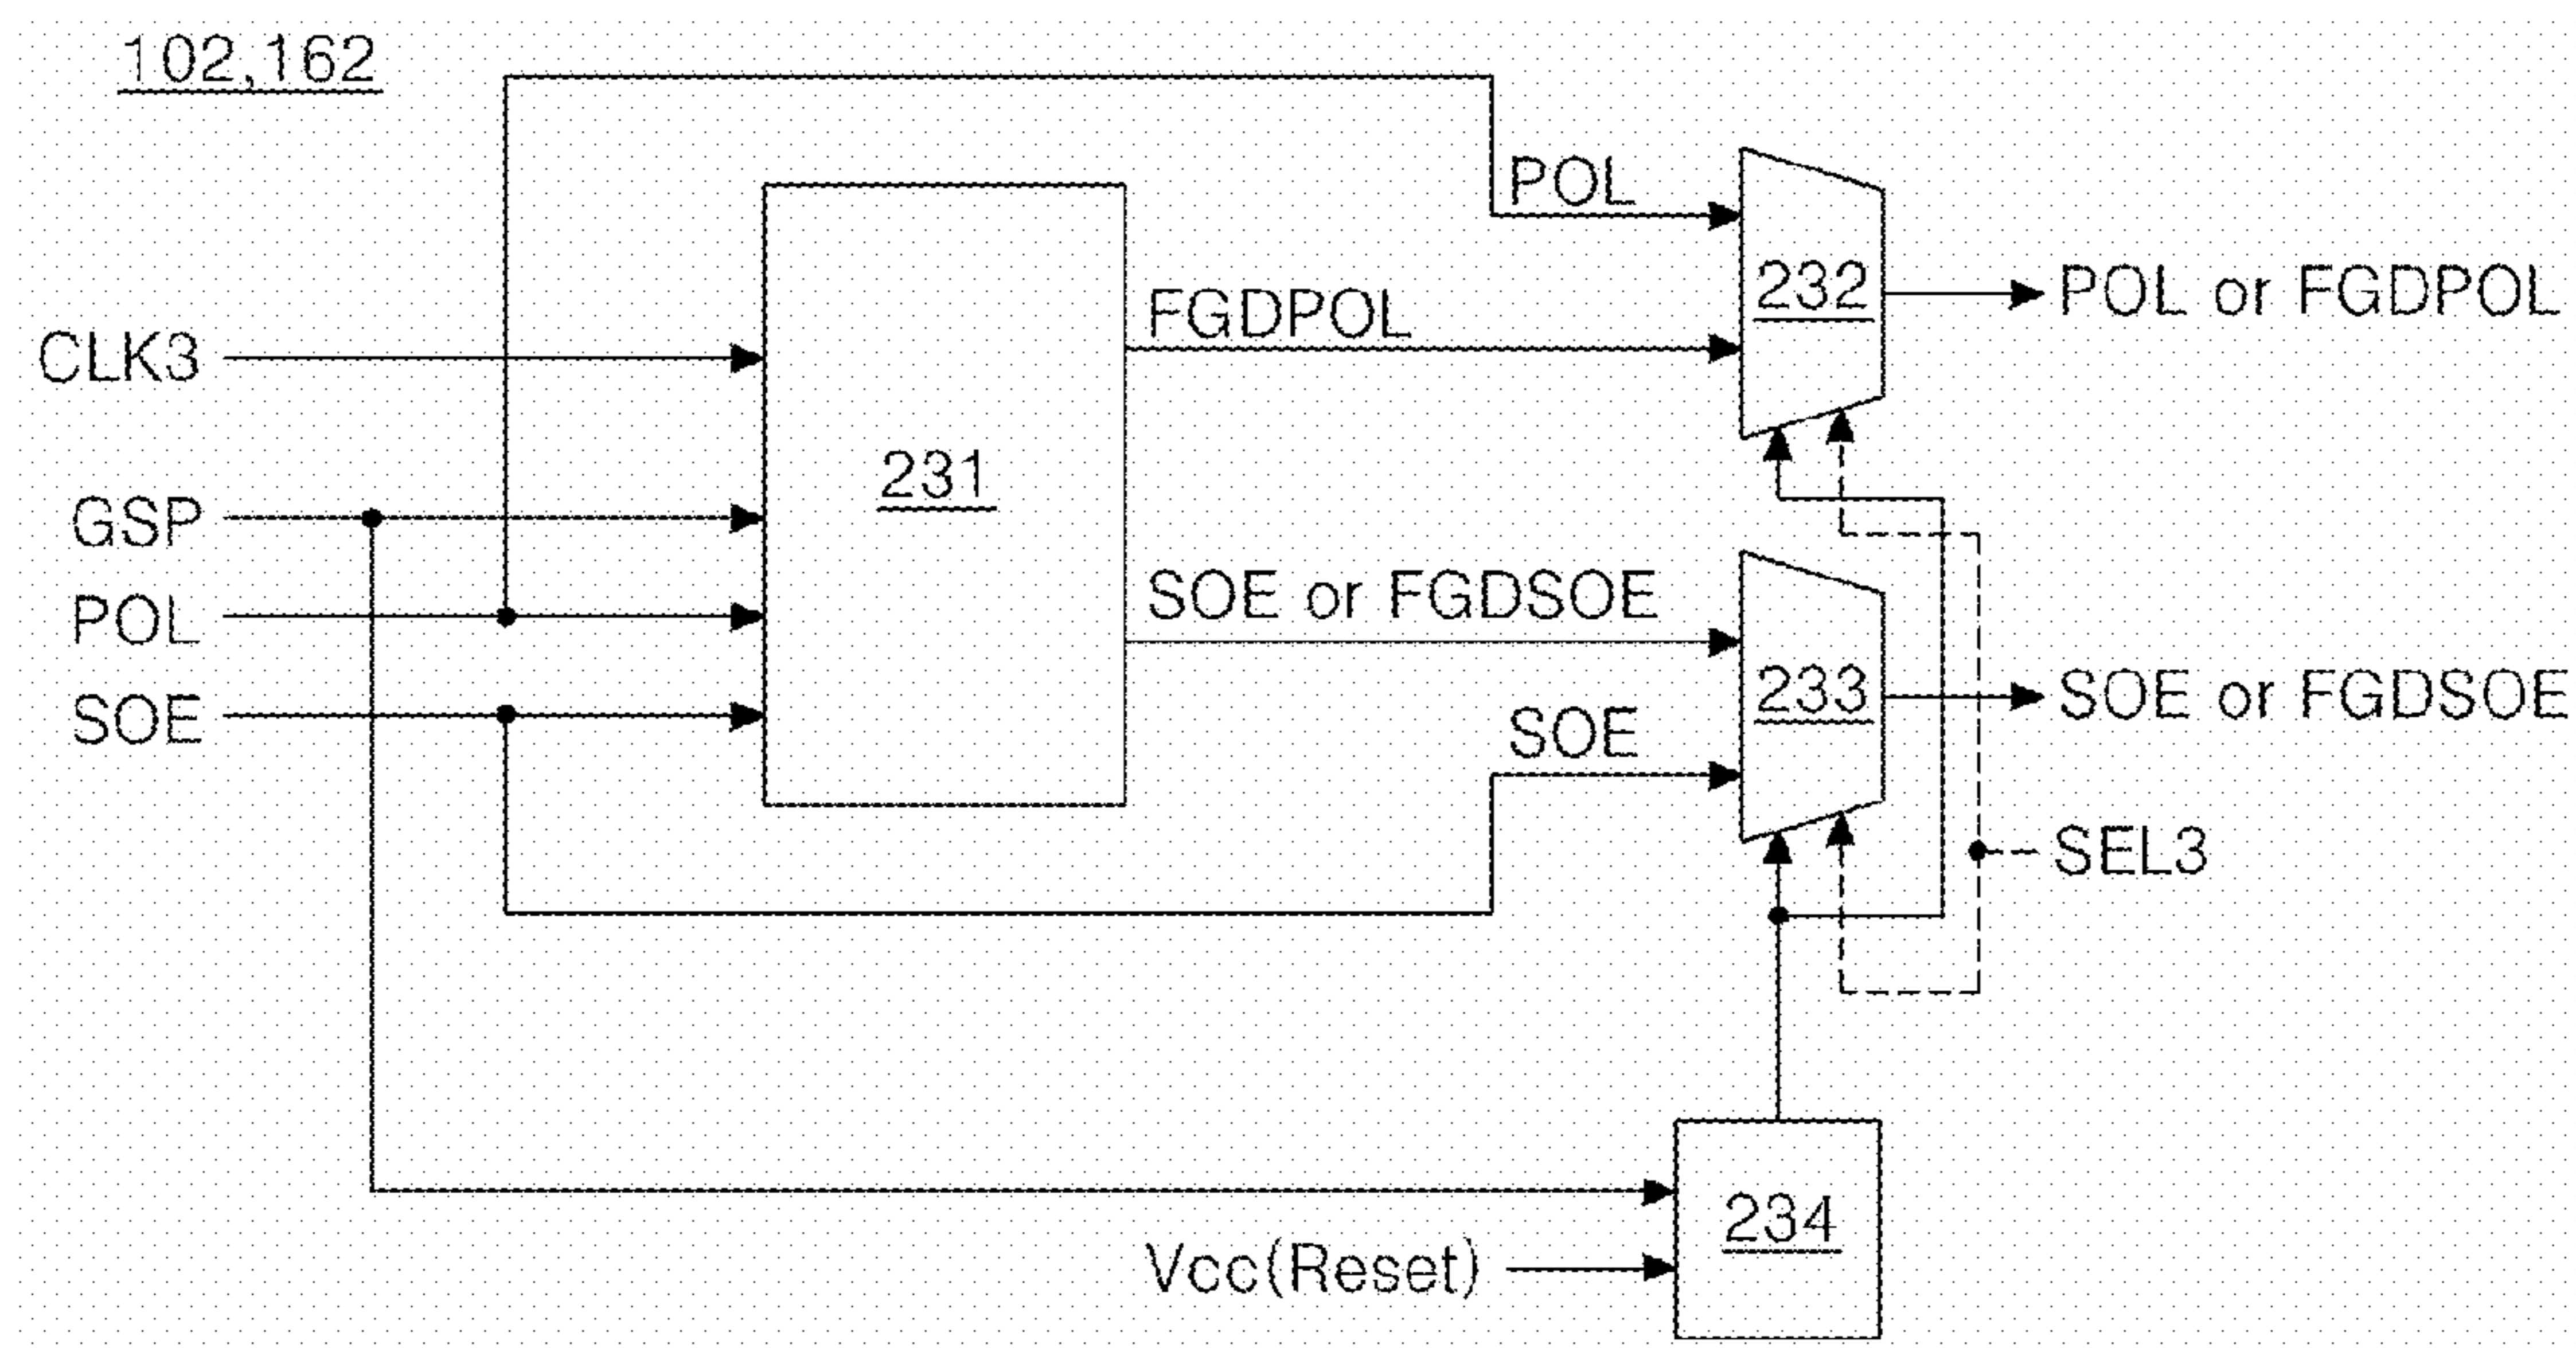 102,162
POL
232
POL or FGDPOL
FGDPOL
CLK3
231
GSP
SOE or FGDSOE
POL
233
SOE or FGDSOE
SOE
SOE
SEL3
234
Vcc(Reset)